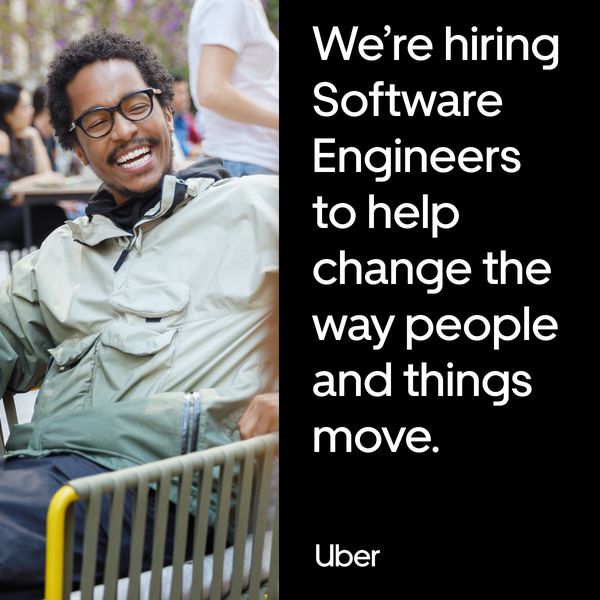 We’re hiring
Software
Engineers
to help
change the
way people
and things
move.
Uber